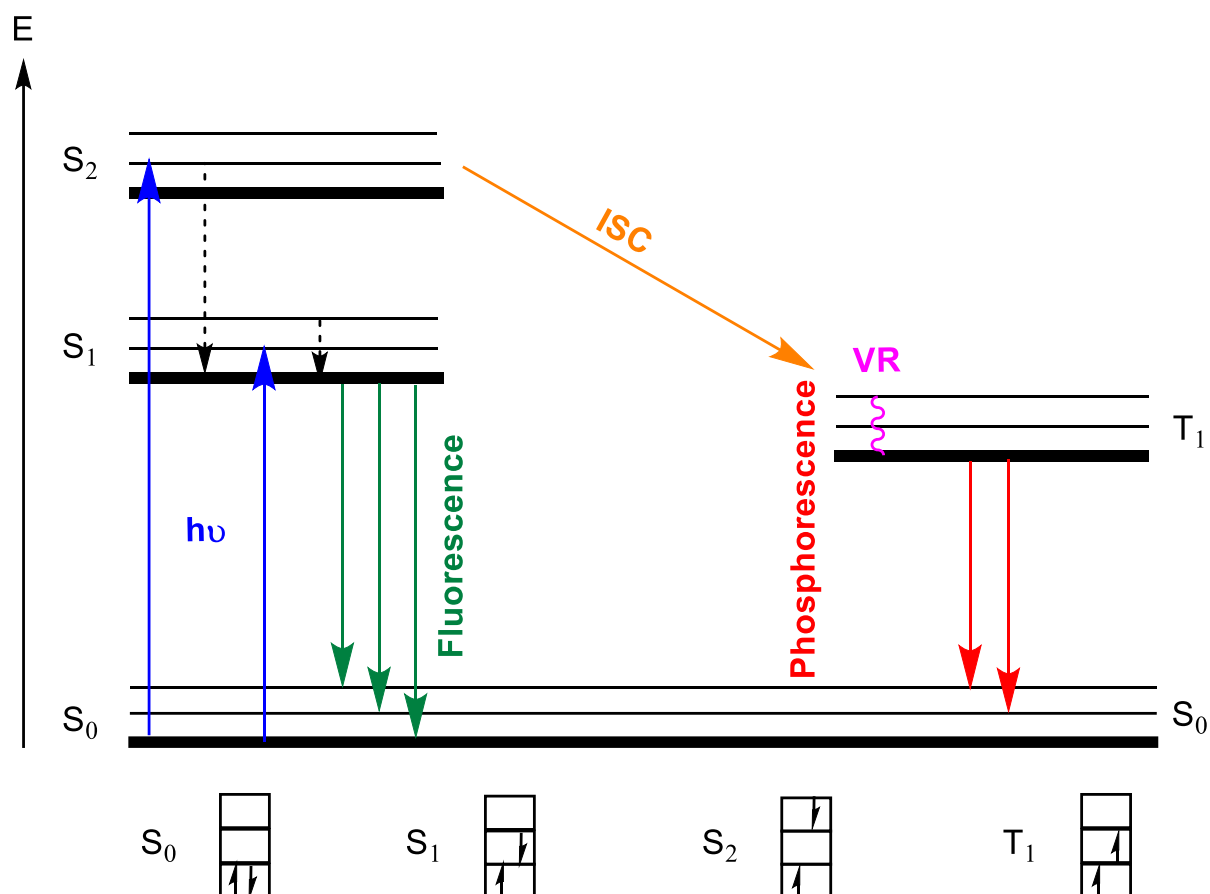 E
S₂
ISC
S₁
VR
T₁
Fluorescence
Phosphorescence
hυ
S₀
S₀
S₀
S₁
S₂
T₁